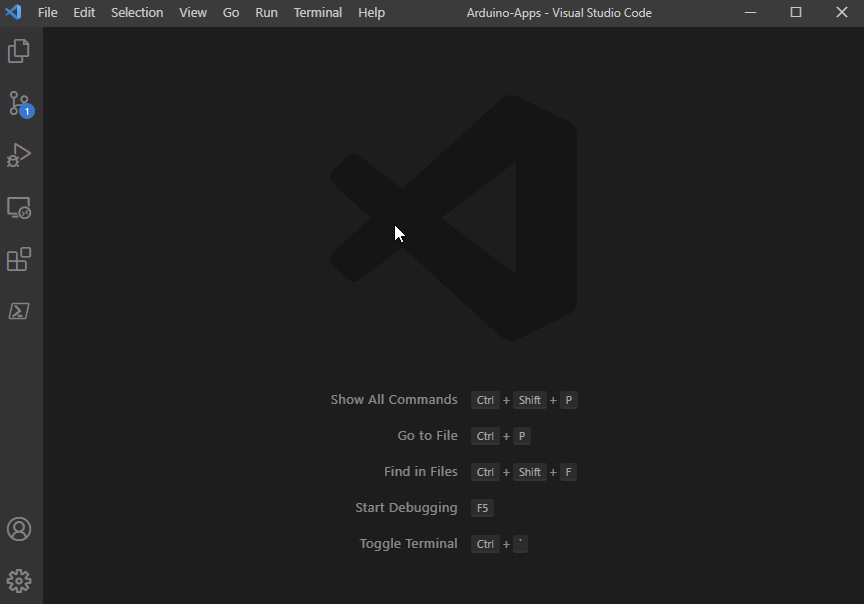 File Edit Selection View Go Run Terminal Help Arduino-Apps - Visual Studio Code
1
Show All Commands Ctrl + Shift + P
Go to File Ctrl + P
Find in Files Ctrl + Shift + F
Start Debugging F5
Toggle Terminal Ctrl + `